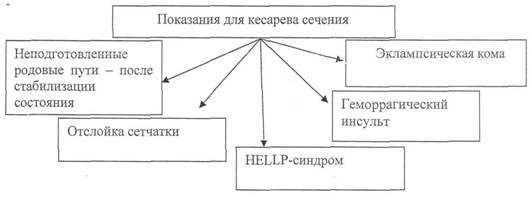 Показания для кесарева сечения
Неподготовленные
родовые пути – после
стабилизации
состояния
Эклампсическая кома
Геморрагический
инсульт
Отслойка сетчатки
HELLP-синдром